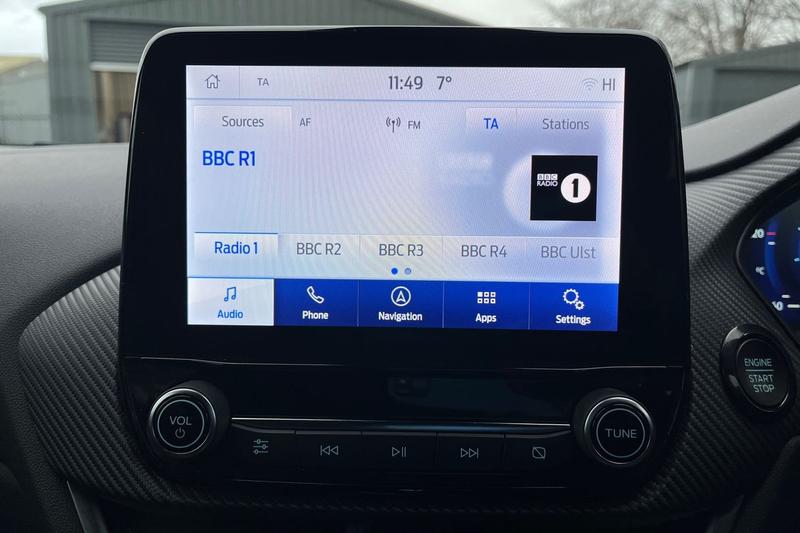 TA 11:49 7° HI
Sources AF FM TA Stations
BBC R1
BBC
RADIO 1
Radio 1 BBC R2 BBC R3 BBC R4 BBC Ulst
Audio Phone Navigation Apps Settings
°C
ENGINE
START
STOP
VOL
TUNE